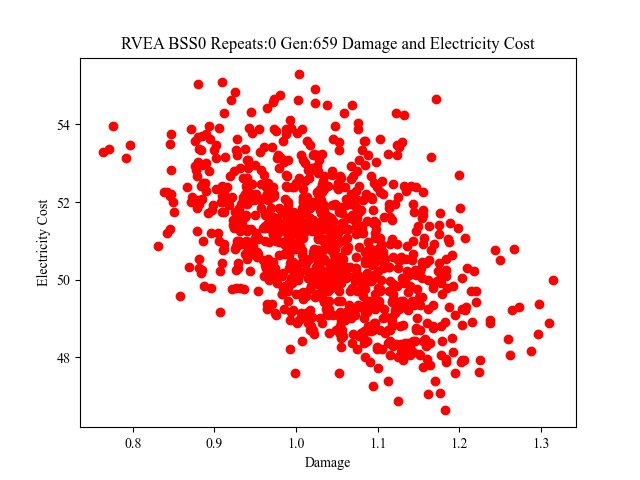 RVEA BSS0 Repeats:0 Gen:659 Damage and Electricity Cost
54
52
50
48
Electricity Cost
0.8 0.9 1.0 1.1 1.2 1.3
Damage